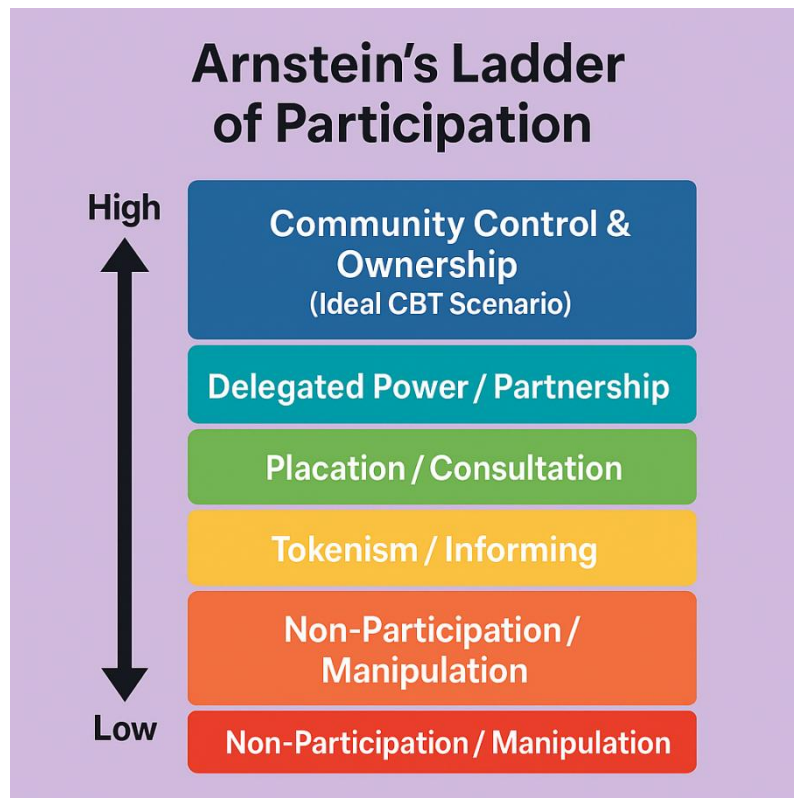 Arnstein’s Ladder
of Participation
High
Community Control &
Ownership
(Ideal CBT Scenario)
Delegated Power / Partnership
Placation / Consultation
Tokenism / Informing
Non-Participation /
Manipulation
Low
Non-Participation / Manipulation